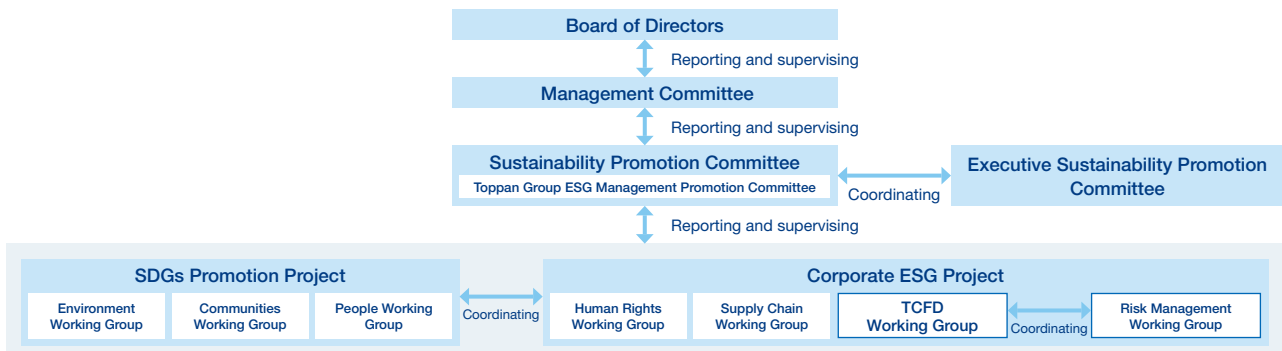 Board of Directors
Reporting and supervising
Management Committee
Reporting and supervising
Sustainability Promotion Committee
Toppan Group ESG Management Promotion Committee
Coordinating
Executive Sustainability Promotion
Committee
Reporting and supervising
SDGs Promotion Project
Environment
Working Group
Communities
Working Group
People Working
Group
Coordinating
Corporate ESG Project
Human Rights
Working Group
Supply Chain
Working Group
TCFD
Working Group
Coordinating
Risk Management
Working Group